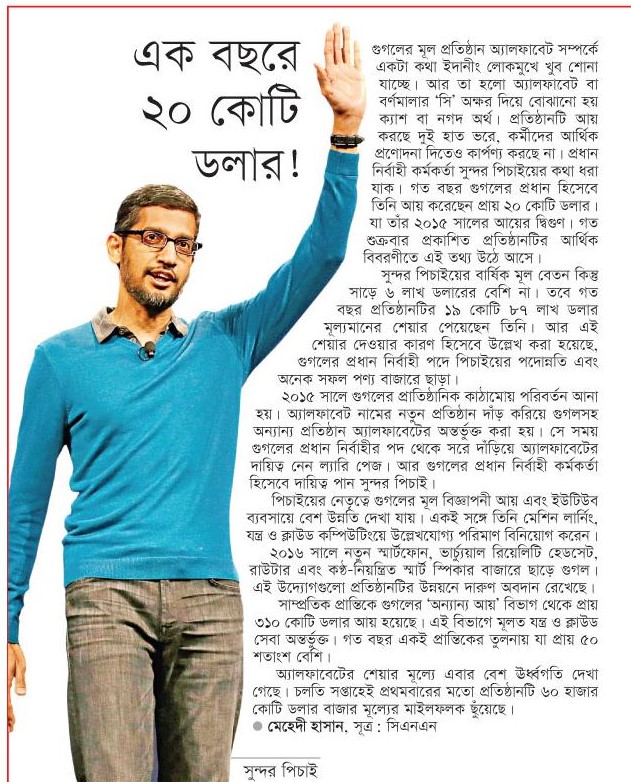 এক বছরে
২০ কোটি
ডলার!
গুগলের মূল প্রতিষ্ঠান অ্যালফাবেট সম্পর্কে
একটা কথা ইদানীং লোকমুখে খুব শোনা
যাচ্ছে। আর তা হলো অ্যালফাবেট বা
বর্ণমালার ‘সি’ অক্ষর দিয়ে বোঝানো হয়
ক্যাশ বা নগদ অর্থ। প্রতিষ্ঠানটি আয়
করছে দুই হাত ভরে, কর্মীদের আর্থিক
প্রণোদনা দিতেও কার্পণ্য করছে না। প্রধান
নির্বাহী কর্মকর্তা সুন্দর পিচাইয়ের কথা ধরা
যাক। গত বছর গুগলের প্রধান হিসেবে
তিনি আয় করেছেন প্রায় ২০ কোটি ডলার।
যা তাঁর ২০১৫ সালের আয়ের দ্বিগুণ। গত
শুক্রবার প্রকাশিত প্রতিষ্ঠানটির আর্থিক
বিবরণীতে এই তথ্য উঠে আসে।
সুন্দর পিচাইয়ের বার্ষিক মূল বেতন কিন্তু
সাড়ে ৬ লাখ ডলারের বেশি না। তবে গত
বছর প্রতিষ্ঠানটির ১৯ কোটি ৮৭ লাখ ডলার
মূল্যমানের শেয়ার পেয়েছেন তিনি। আর এই
শেয়ার দেওয়ার কারণ হিসেবে উল্লেখ করা হয়েছে,
গুগলের প্রধান নির্বাহী পদে পিচাইয়ের পদোন্নতি এবং
অনেক সফল পণ্য বাজারে ছাড়া।
২০১৫ সালে গুগলের প্রাতিষ্ঠানিক কাঠামোয় পরিবর্তন আনা
হয়। অ্যালফাবেট নামের নতুন প্রতিষ্ঠান দাঁড় করিয়ে গুগলসহ
অন্যান্য প্রতিষ্ঠান অ্যালফাবেটের অন্তর্ভুক্ত করা হয়। সে সময়
গুগলের প্রধান নির্বাহীর পদ থেকে সরে দাঁড়িয়ে অ্যালফাবেটের
দায়িত্ব নেন ল্যারি পেজ। আর গুগলের প্রধান নির্বাহী কর্মকর্তা
হিসেবে দায়িত্ব পান সুন্দর পিচাই।
পিচাইয়ের নেতৃত্বে গুগলের মূল বিজ্ঞাপনী আয় এবং ইউটিউব
ব্যবসায়ে বেশ উন্নতি দেখা যায়। একই সঙ্গে তিনি মেশিন লার্নিং,
যন্ত্র ও ক্লাউড কম্পিউটিংয়ে উল্লেখযোগ্য পরিমাণ বিনিয়োগ করেন।
২০১৬ সালে নতুন স্মার্টফোন, ভার্চ্যুয়াল রিয়েলিটি হেডসেট,
রাউটার এবং কণ্ঠ-নিয়ন্ত্রিত স্মার্ট স্পিকার বাজারে ছাড়ে গুগল।
এই উদ্যোগগুলো প্রতিষ্ঠানটির উন্নয়নে দারুণ অবদান রেখেছে।
সাম্প্রতিক প্রান্তিকে গুগলের ‘অন্যান্য আয়’ বিভাগ থেকে প্রায়
৩১০ কোটি ডলার আয় হয়েছে। এই বিভাগে মূলত যন্ত্র ও ক্লাউড
সেবা অন্তর্ভুক্ত। গত বছর একই প্রান্তিকের তুলনায় যা প্রায় ৫০
শতাংশ বেশি।
অ্যালফাবেটের শেয়ার মূল্যে এবার বেশ ঊর্ধ্বগতি দেখা
গেছে। চলতি সপ্তাহেই প্রথমবারের মতো প্রতিষ্ঠানটি ৬০ হাজার
কোটি ডলার বাজার মূল্যের মাইলফলক ছুঁয়েছে।
● মেহেদী হাসান, সূত্র : সিএনএন
সুন্দর পিচাই